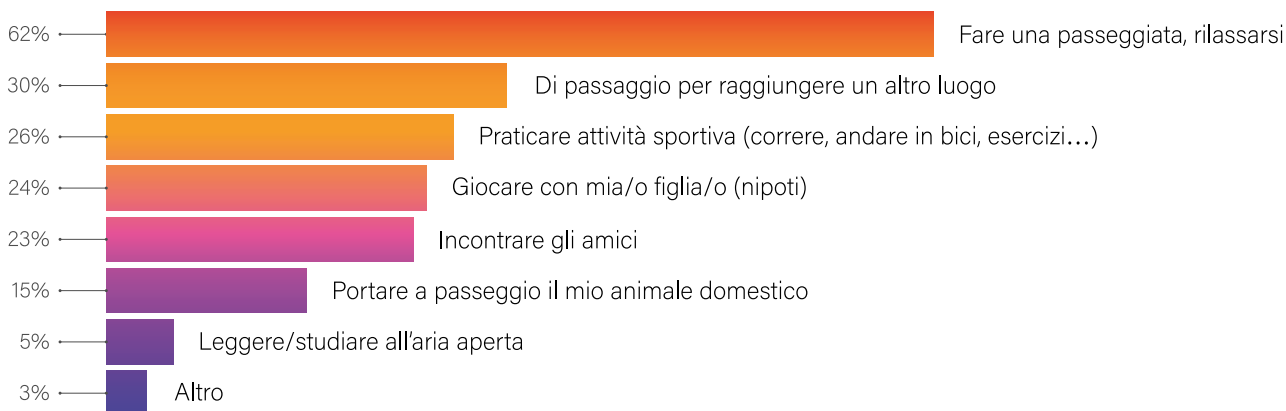 62% Fare una passeggiata, rilassarsi
30% Di passaggio per raggiungere un altro luogo
26% Praticare attività sportiva (correre, andare in bici, esercizi…)
24% Giocare con mia/o figlia/o (nipoti)
23% Incontrare gli amici
15% Portare a passeggio il mio animale domestico
5% Leggere/studiare all’aria aperta
3% Altro